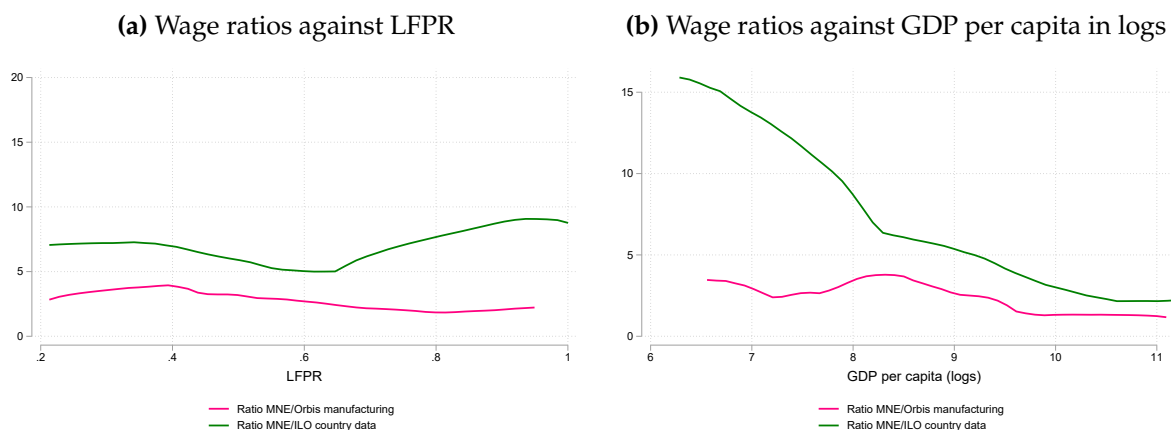 (a) Wage ratios against LFPR
20
15
10
5
0
.2 .4 .6 .8 1
LFPR
Ratio MNE/Orbis manufacturing
Ratio MNE/ILO country data
(b) Wage ratios against GDP per capita in logs
15
10
5
0
6 7 8 9 10 11
GDP per capita (logs)
Ratio MNE/Orbis manufacturing
Ratio MNE/ILO country data